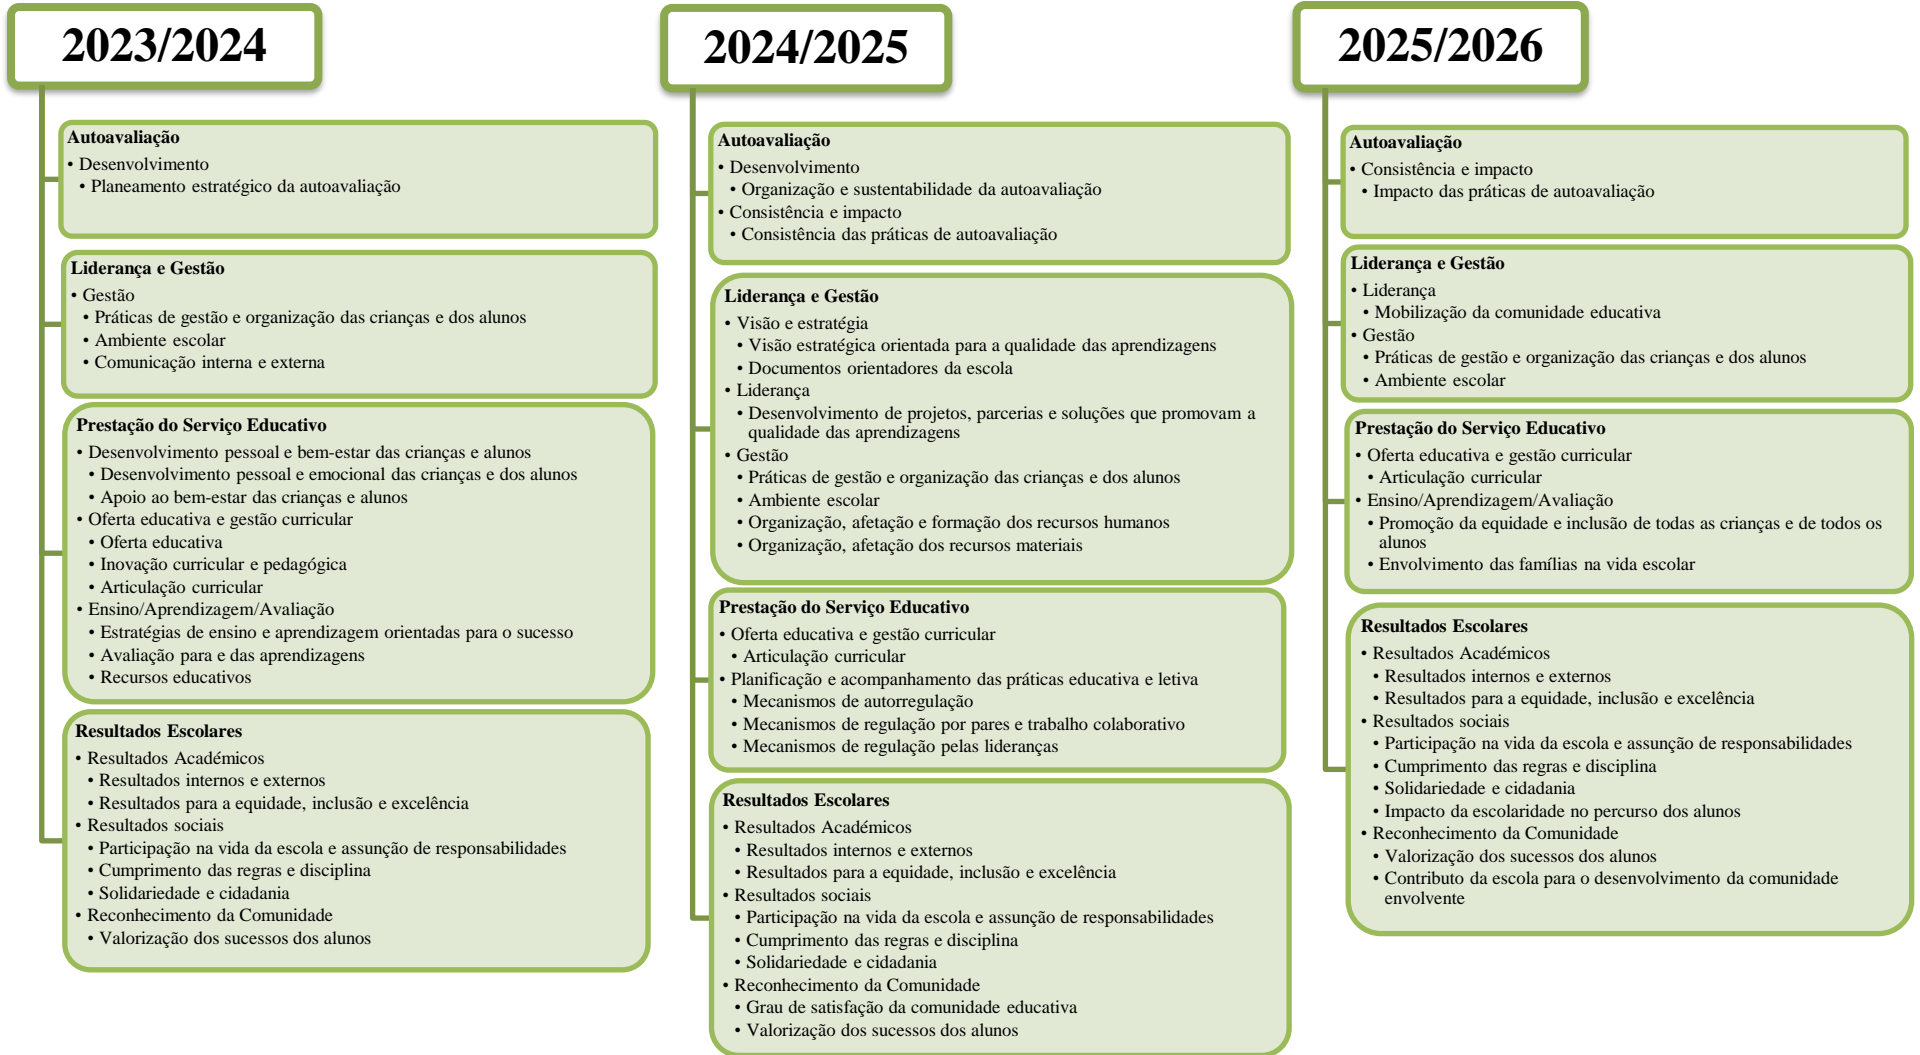 2023/2024
Autoavaliação
• Desenvolvimento
• Planeamento estratégico da autoavaliação
Liderança e Gestão
• Gestão
• Práticas de gestão e organização das crianças e dos alunos
• Ambiente escolar
• Comunicação interna e externa
Prestação do Serviço Educativo
• Desenvolvimento pessoal e bem-estar das crianças e alunos
• Desenvolvimento pessoal e emocional das crianças e dos alunos
• Apoio ao bem-estar das crianças e alunos
• Oferta educativa e gestão curricular
• Oferta educativa
• Inovação curricular e pedagógica
• Articulação curricular
• Ensino/Aprendizagem/Avaliação
• Estratégias de ensino e aprendizagem orientadas para o sucesso
• Avaliação para e das aprendizagens
• Recursos educativos
Resultados Escolares
• Resultados Académicos
• Resultados internos e externos
• Resultados para a equidade, inclusão e excelência
• Resultados sociais
• Participação na vida da escola e assunção de responsabilidades
• Cumprimento das regras e disciplina
• Solidariedade e cidadania
• Reconhecimento da Comunidade
• Valorização dos sucessos dos alunos
2024/2025
Autoavaliação
• Desenvolvimento
• Organização e sustentabilidade da autoavaliação
• Consistência e impacto
• Consistência das práticas de autoavaliação
Liderança e Gestão
• Visão e estratégia
• Visão estratégica orientada para a qualidade das aprendizagens
• Documentos orientadores da escola
• Liderança
• Desenvolvimento de projetos, parcerias e soluções que promovam a
qualidade das aprendizagens
• Gestão
• Práticas de gestão e organização das crianças e dos alunos
• Ambiente escolar
• Organização, afetação e formação dos recursos humanos
• Organização, afetação dos recursos materiais
Prestação do Serviço Educativo
• Oferta educativa e gestão curricular
• Articulação curricular
• Planificação e acompanhamento das práticas educativa e letiva
• Mecanismos de autorregulação
• Mecanismos de regulação por pares e trabalho colaborativo
• Mecanismos de regulação pelas lideranças
Resultados Escolares
• Resultados Académicos
• Resultados internos e externos
• Resultados para a equidade, inclusão e excelência
• Resultados sociais
• Participação na vida da escola e assunção de responsabilidades
• Cumprimento das regras e disciplina
• Solidariedade e cidadania
• Reconhecimento da Comunidade
• Grau de satisfação da comunidade educativa
• Valorização dos sucessos dos alunos
2025/2026
Autoavaliação
• Consistência e impacto
• Impacto das práticas de autoavaliação
Liderança e Gestão
• Liderança
• Mobilização da comunidade educativa
• Gestão
• Práticas de gestão e organização das crianças e dos alunos
• Ambiente escolar
Prestação do Serviço Educativo
• Oferta educativa e gestão curricular
• Articulação curricular
• Ensino/Aprendizagem/Avaliação
• Promoção da equidade e inclusão de todas as crianças e de todos os
alunos
• Envolvimento das famílias na vida escolar
Resultados Escolares
• Resultados Académicos
• Resultados internos e externos
• Resultados para a equidade, inclusão e excelência
• Resultados sociais
• Participação na vida da escola e assunção de responsabilidades
• Cumprimento das regras e disciplina
• Solidariedade e cidadania
• Impacto da escolaridade no percurso dos alunos
• Reconhecimento da Comunidade
• Valorização dos sucessos dos alunos
• Contributo da escola para o desenvolvimento da comunidade
envolvente